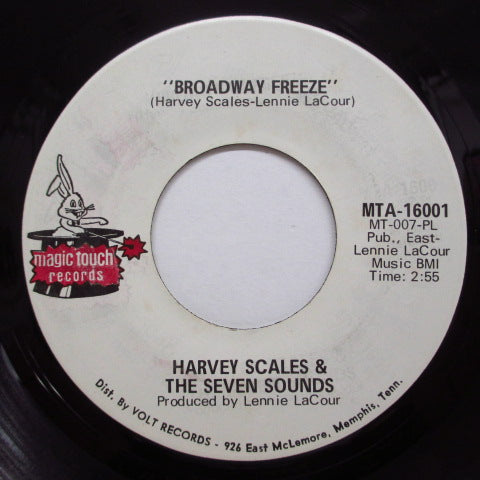 "BROADWAY FREEZE"
(Harvey Scales-Lennie LaCour)
magic touch
records
MTA-16001
MT-007-PL
Pub., East-
Lennie LaCour
Music BMI
Time: 2:55
HARVEY SCALES &
THE SEVEN SOUNDS
Produced by Lennie LaCour
Dist. By VOLT RECORDS - 926 East McLemore, Memphis, Tenn.